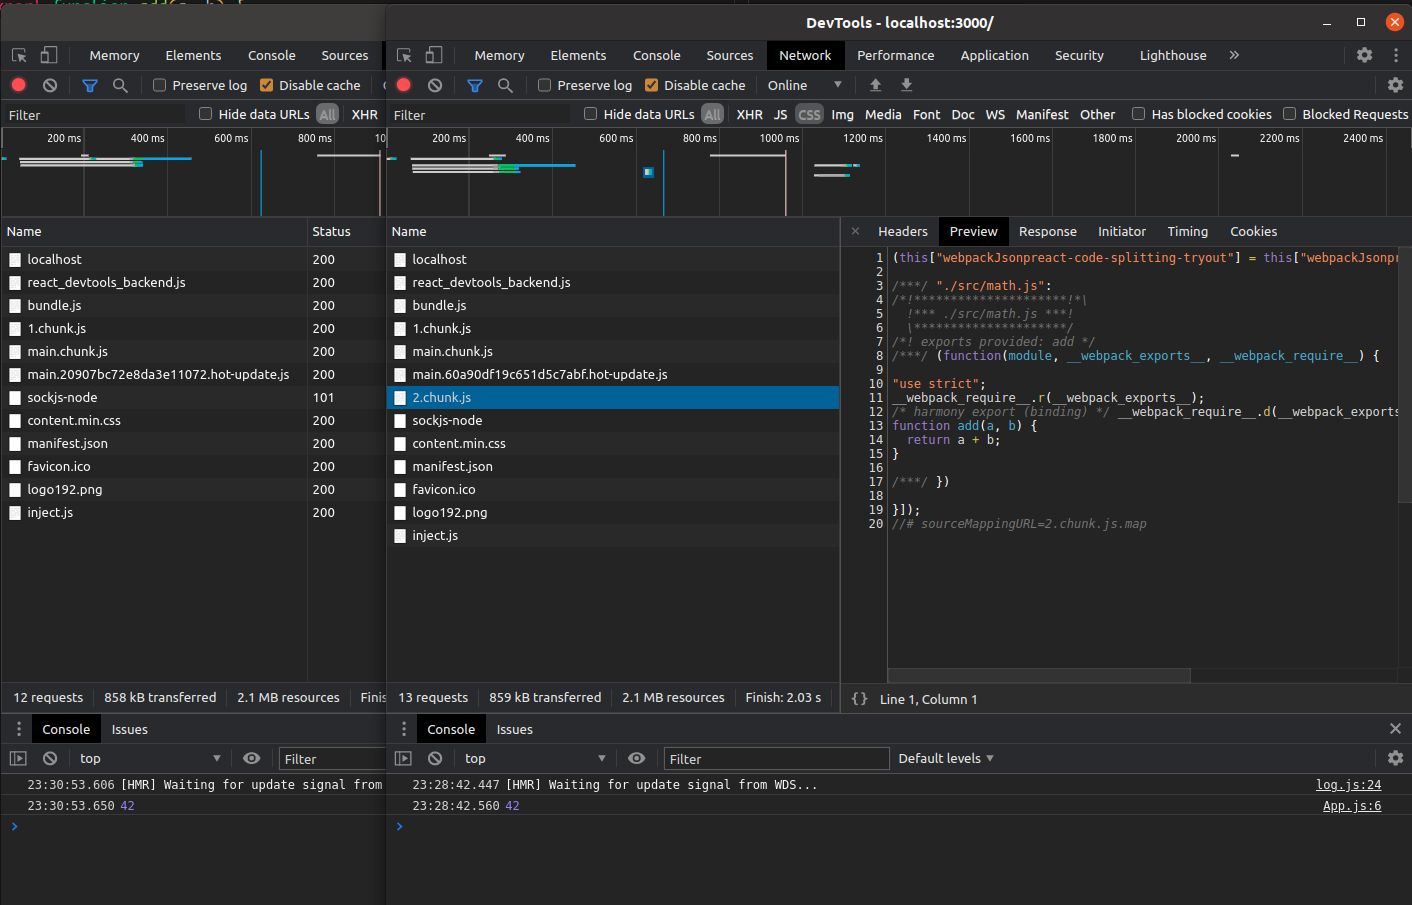 DevTools - localhost:3000/
Memory Elements Console Sources
Preserve log Disable cache
Filter Hide data URLs All XHR
200 ms 400 ms 600 ms 800 ms 10
Name Status
localhost 200
react_devtools_backend.js 200
bundle.js 200
1.chunk.js 200
main.chunk.js 200
main.20907bc72e8da3e11072.hot-update.js 200
sockjs-node 101
content.min.css 200
manifest.json 200
favicon.ico 200
logo192.png 200
inject.js 200
12 requests 858 kB transferred 2.1 MB resources Finis
Console Issues
top Filter
23:30:53.606 [HMR] Waiting for update signal from
23:30:53.650 42
Memory Elements Console Sources Network Performance Application Security Lighthouse »
Preserve log Disable cache Online
Filter Hide data URLs All XHR JS CSS Img Media Font Doc WS Manifest Other Has blocked cookies Blocked Requests
200 ms 400 ms 600 ms 800 ms 1000 ms 1200 ms 1400 ms 1600 ms 1800 ms 2000 ms 2200 ms 2400 ms
Name
localhost
react_devtools_backend.js
bundle.js
1.chunk.js
main.chunk.js
main.60a90df19c651d5c7abf.hot-update.js
2.chunk.js
sockjs-node
content.min.css
manifest.json
favicon.ico
logo192.png
inject.js
13 requests 859 kB transferred 2.1 MB resources Finish: 2.03 s
× Headers Preview Response Initiator Timing Cookies
1 (this["webpackJsonpreact-code-splitting-tryout"] = this["webpackJsonpr
2
3 /***/ "./src/math.js":
4 /*!*********************!*\
5 !*** ./src/math.js ***!
6 \*********************/
7 /*! exports provided: add */
8 /***/ (function(module, __webpack_exports__, __webpack_require__) {
9
10 "use strict";
11 __webpack_require__.r(__webpack_exports__);
12 /* harmony export (binding) */ __webpack_require__.d(__webpack_exports
13 function add(a, b) {
14 return a + b;
15 }
16
17 /***/ })
18
19 }]);
20 //# sourceMappingURL=2.chunk.js.map
{} Line 1, Column 1
Console Issues
top Filter Default levels
23:28:42.447 [HMR] Waiting for update signal from WDS... log.js:24
23:28:42.560 42 App.js:6